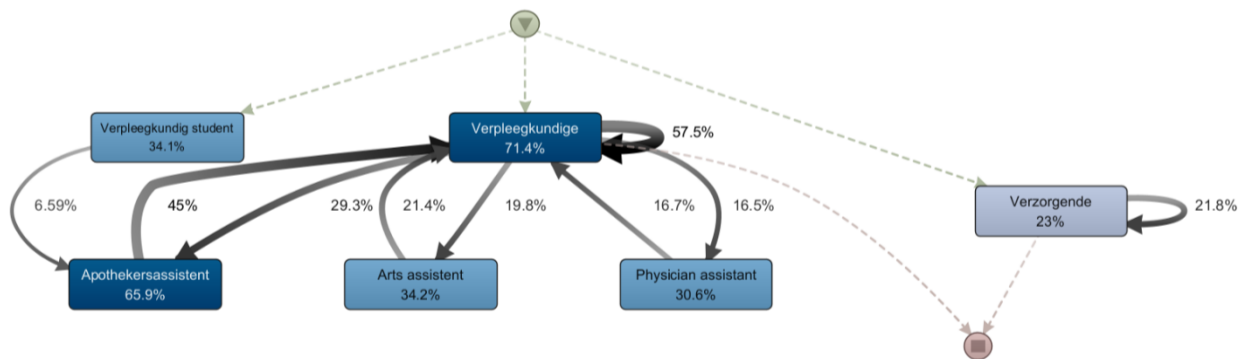 Verpleegkundig student
34.1%
Verpleegkundige
71.4%
57.5%
Verzorgende
23%
21.8%
6.59%
45%
29.3%
21.4%
19.8%
16.7%
16.5%
Apothekersassistent
65.9%
Arts assistent
34.2%
Physician assistant
30.6%